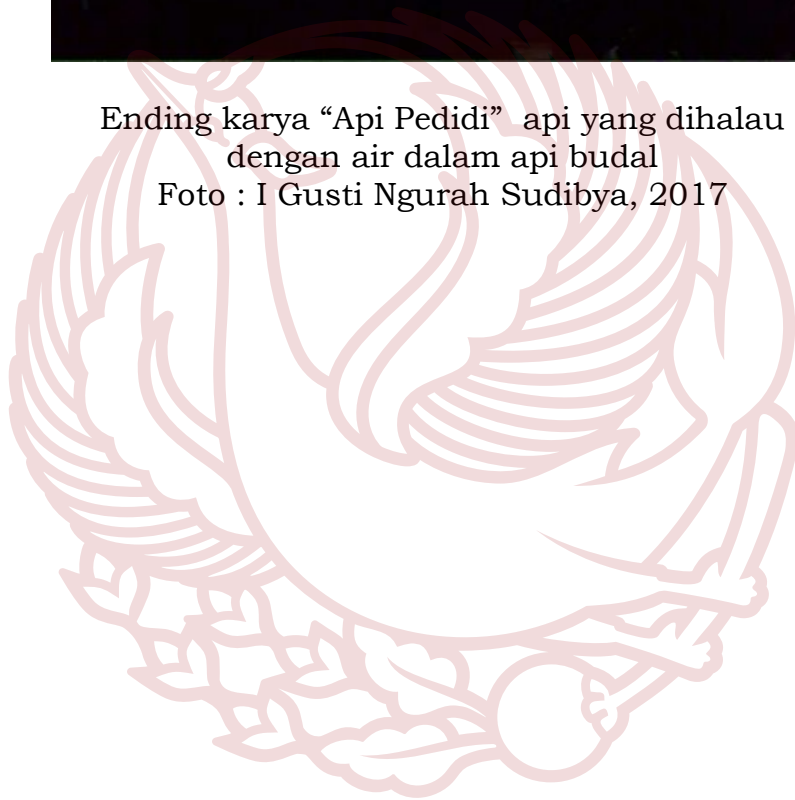 Ending karya “Api Pedidi”  api yang dihalau
dengan air dalam api budal
Foto : I Gusti Ngurah Sudibya, 2017